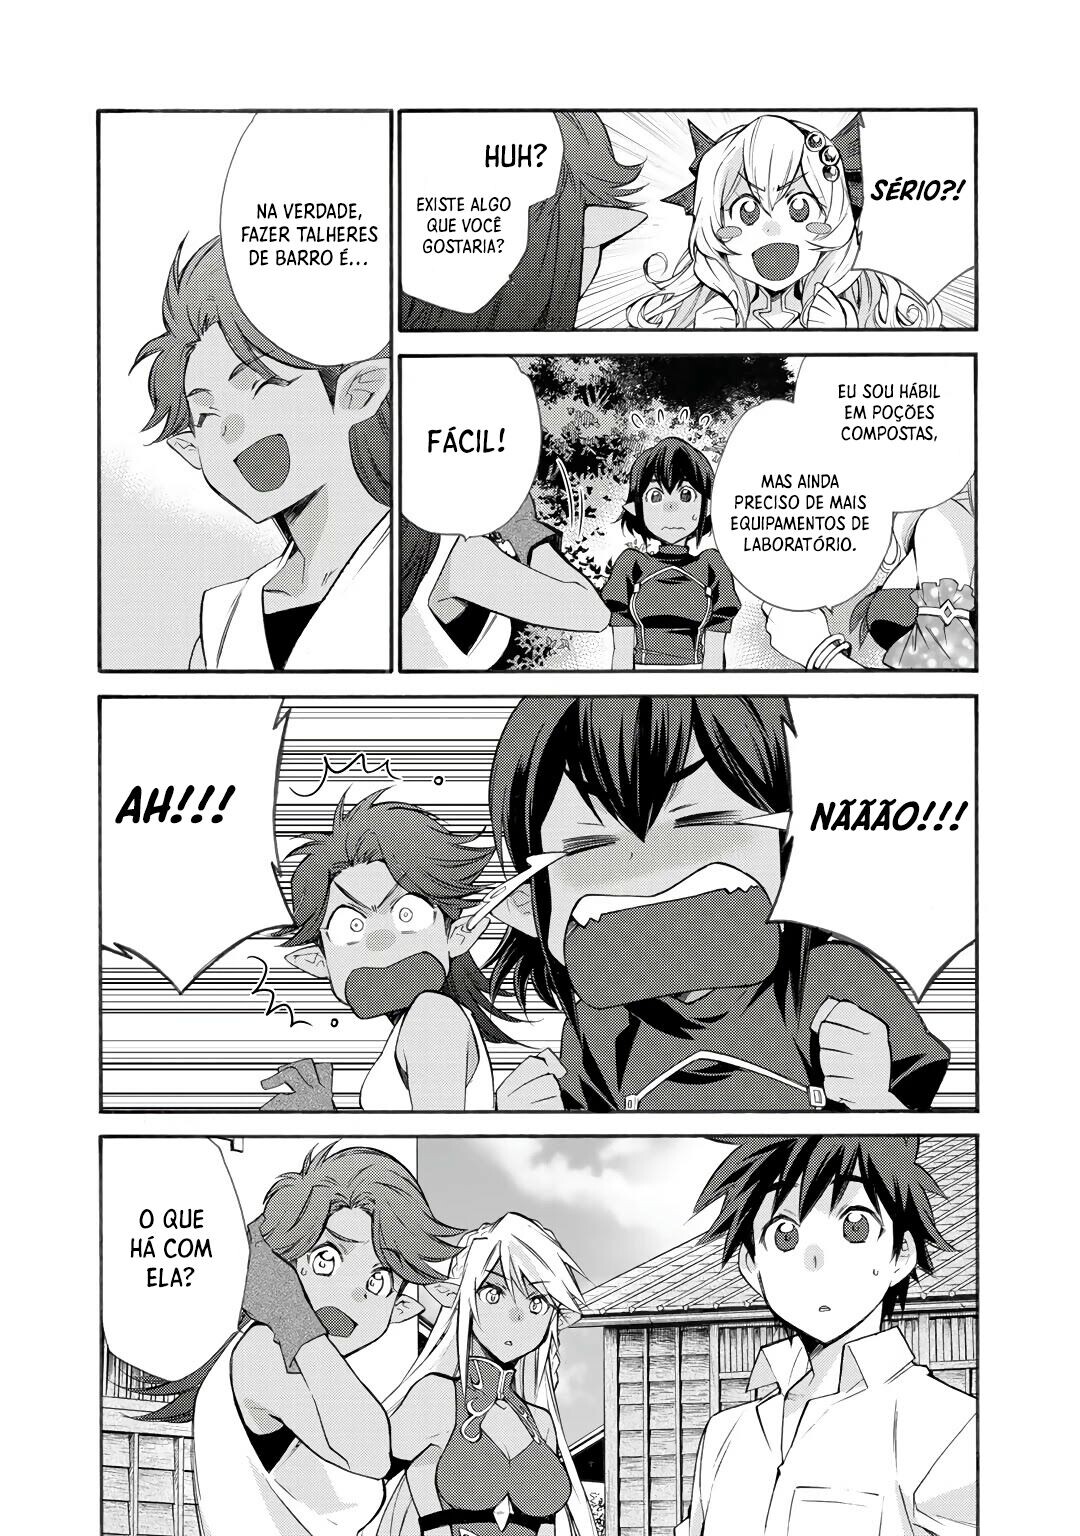 SÉRIO?!
HUH?
EXISTE ALGO
QUE VOCÊ
GOSTARIA?
EU SOU HÁBIL
EM POÇÕES
COMPOSTAS,
MAS AINDA
PRECISO DE MAIS
EQUIPAMENTOS DE
LABORATÓRIO.
FÁCIL!
NA VERDADE,
FAZER TALHERES
DE BARRO É...
NÃÃÃO!!!
AH!!!
O QUE
HÁ COM
ELA?